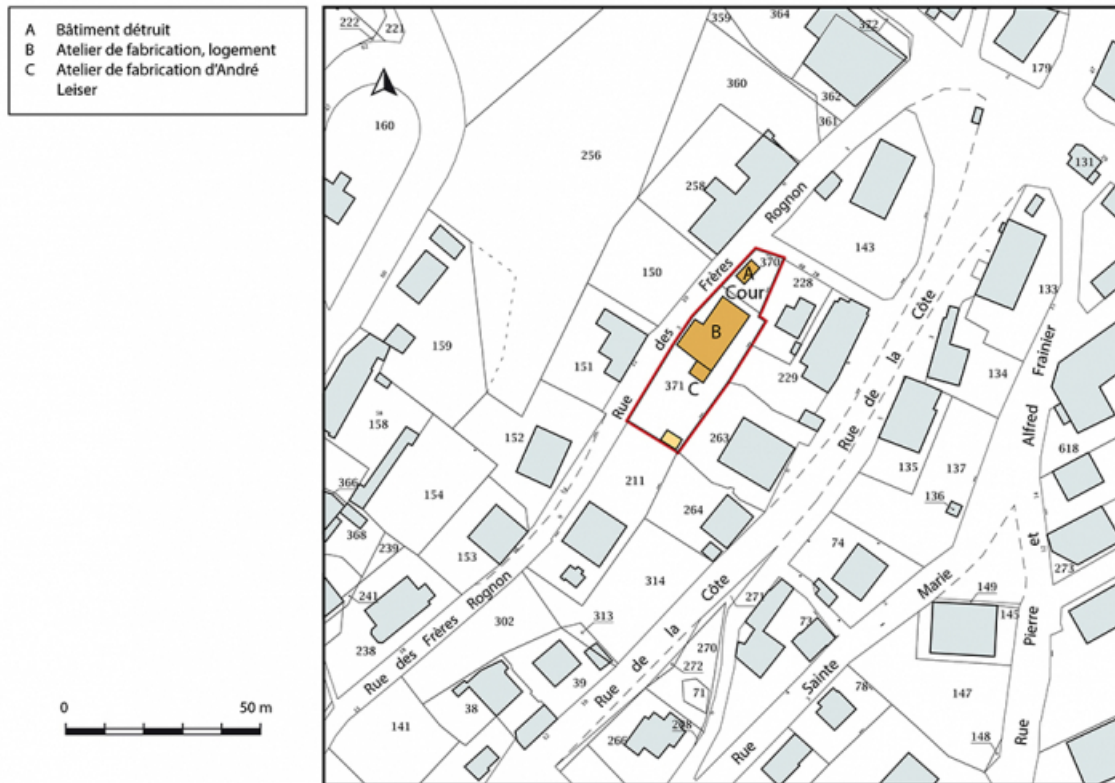 A Bâtiment détruit
B Atelier de fabrication, logement
C Atelier de fabrication d'André
Leiser
0 50 m
222
221
359
364
372
179
160
360
362
361
256
131
258
Rognon
143
150
370
A
Frères
Cour
228
133
Côte
159
des
B
la
151
371
C
229
134
Frainier
de
158
Rue
152
263
Rue
Alfred
618
135
137
366
154
211
136
368
264
74
et
239
153
273
314
Marie
149
241
Côte
271
145
Rognon
302
313
73
Pierre
238
Frères
la
270
des
272
Sainte
39
de
71
147
Rue
38
Rue
78
141
266
Rue
148
Rue